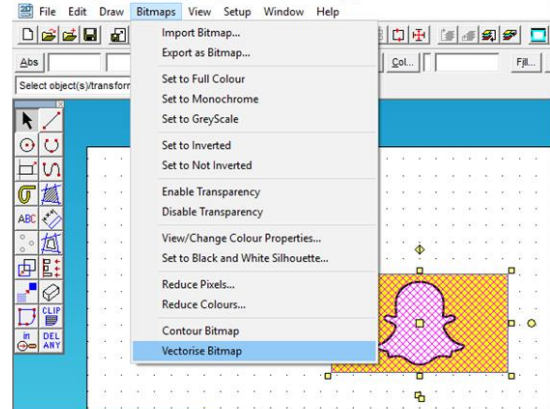 2D File Edit Draw Bitmaps View Setup Window Help
Abs
Col...
Fill...
Select object(s)/transfor
Import Bitmap...
Export as Bitmap...
Set to Full Colour
Set to Monochrome
Set to GreyScale
Set to Inverted
Set to Not Inverted
Enable Transparency
Disable Transparency
View/Change Colour Properties...
Set to Black and White Silhouette...
Reduce Pixels...
Reduce Colours...
Contour Bitmap
Vectorise Bitmap
ABC
CLIP
in
DEL
ANY